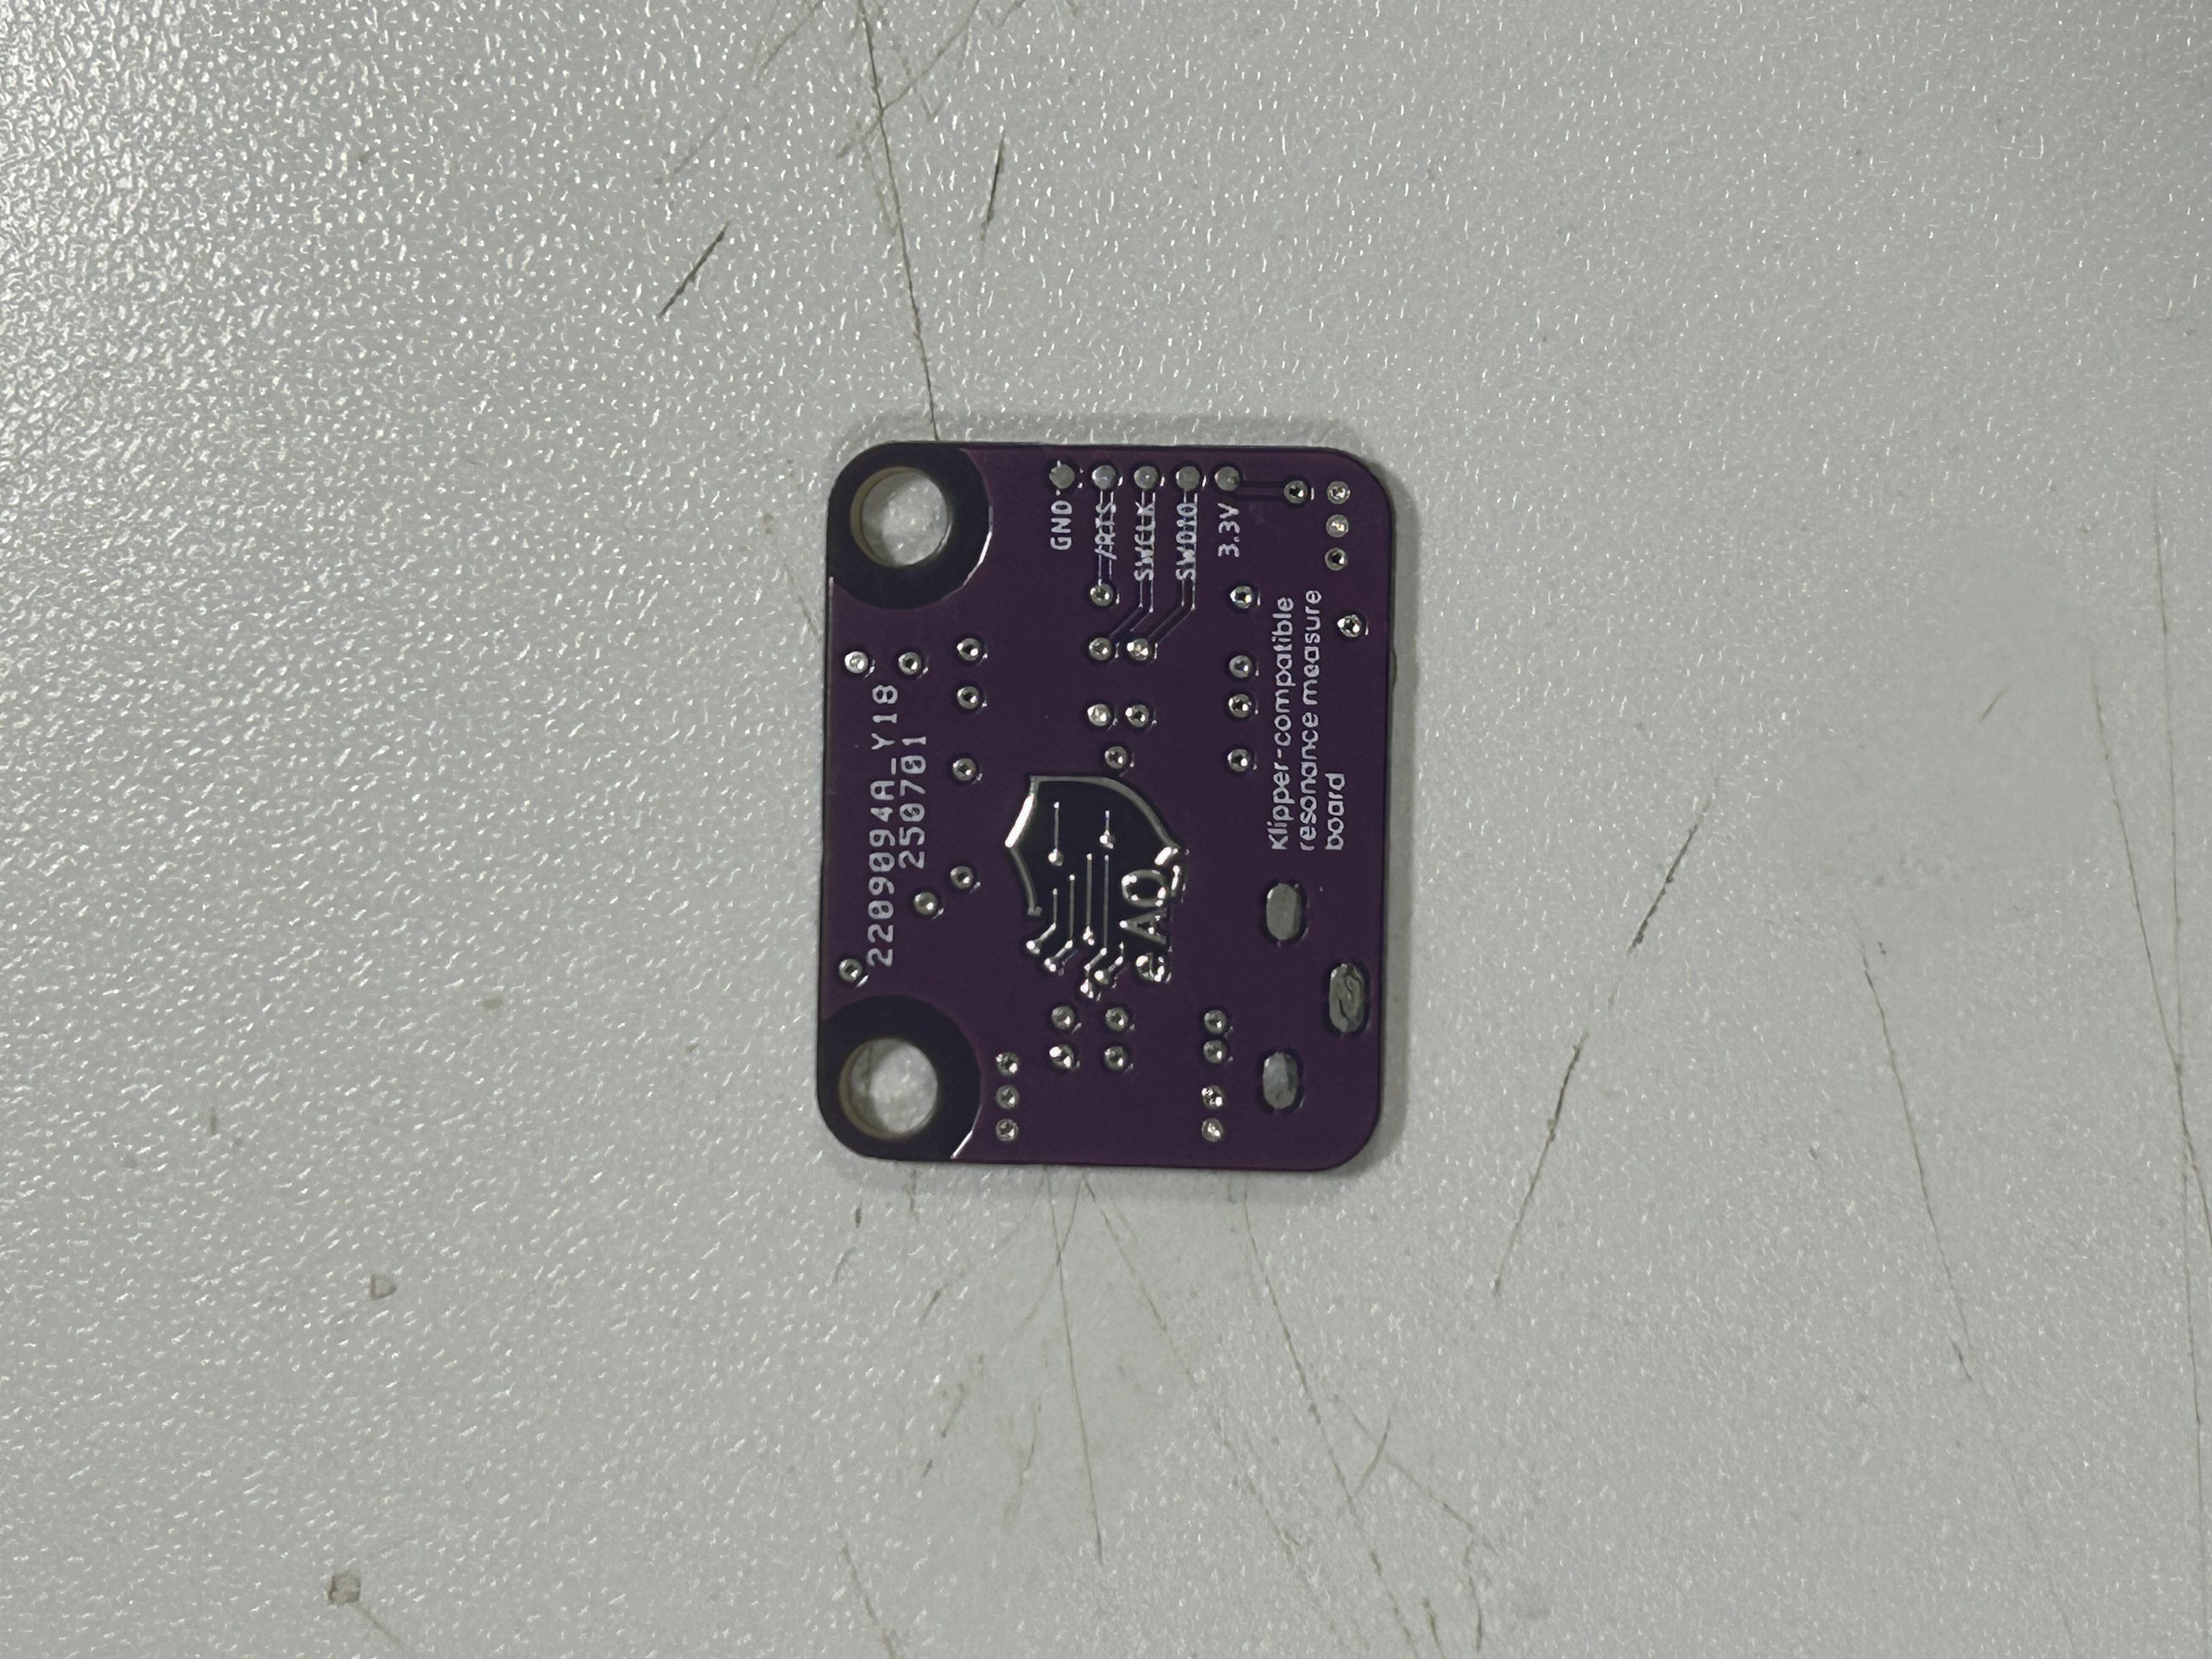 2209094A_Y18
250701
eAQ
GND
/RTS
SWCLK
SWDIO
3.3V
Klipper-compatible
resonance measure
board